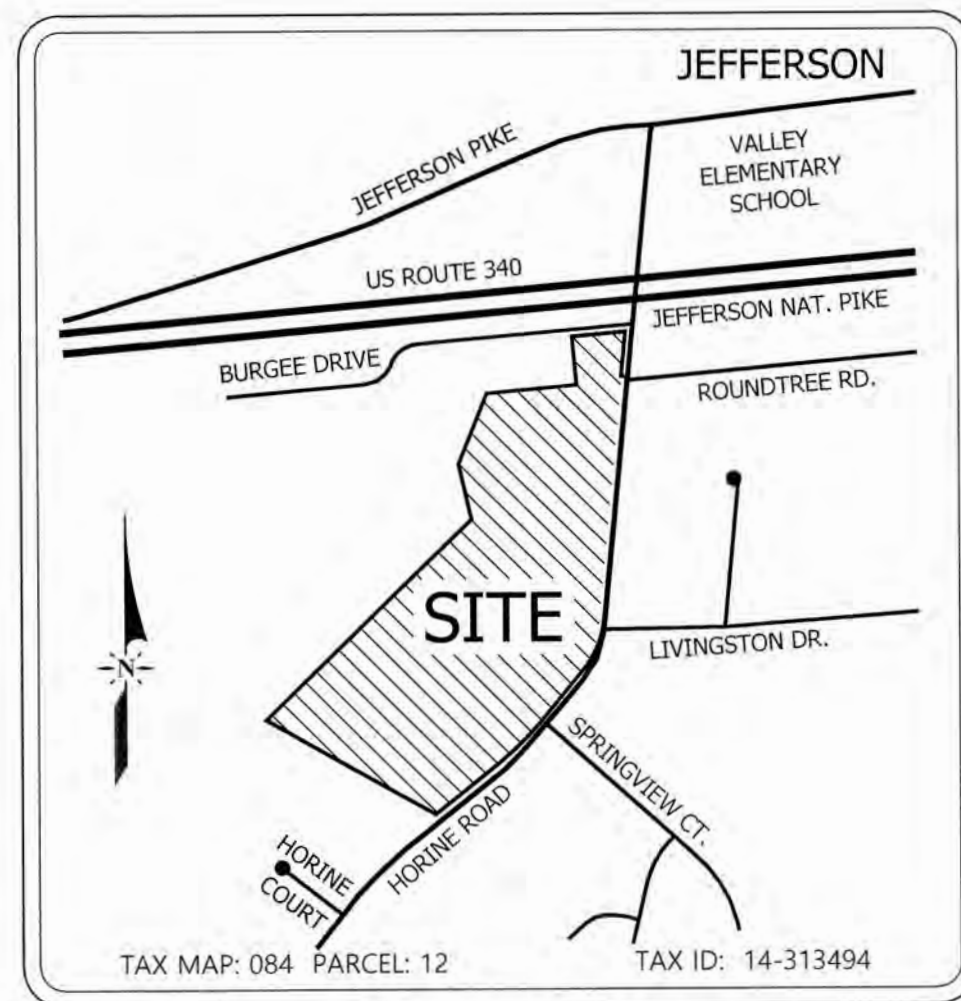 JEFFERSON
JEFFERSON PIKE
VALLEY
ELEMENTARY
SCHOOL
US ROUTE 340
JEFFERSON NAT. PIKE
BURGEE DRIVE
ROUNDTREE RD.
SITE
LIVINGSTON DR.
N
SPRINGVIEW CT.
HORINE ROAD
HORINE
COURT
TAX MAP: 084 PARCEL: 12
TAX ID: 14-313494